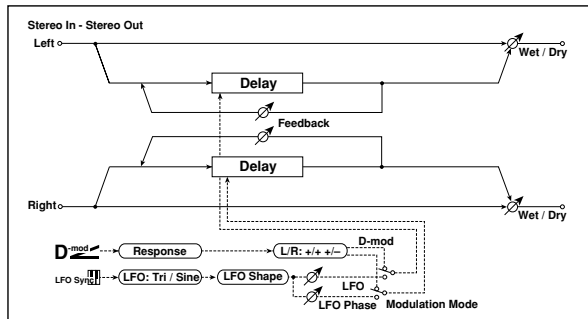 Stereo In - Stereo Out
Left
Wet / Dry
Delay
Feedback
Delay
Right
Wet / Dry
D-mod
D-mod Response L/R: +/+ +/–
LFO Sync LFO: Tri / Sine LFO Shape LFO
LFO Phase Modulation Mode